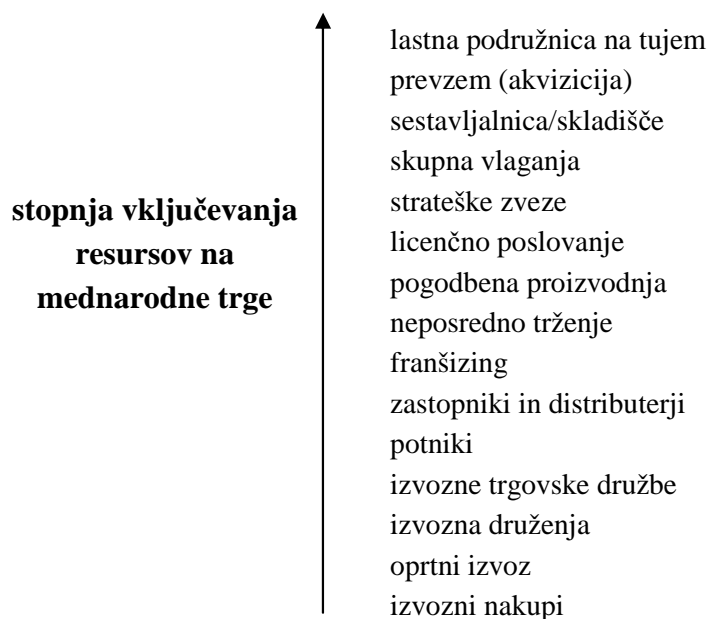 stopnja vključevanja
resursov na
mednarodne trge
lastna podružnica na tujem
prevzem (akvizicija)
sestavljalnica/skladišče
skupna vlaganja
strateške zveze
licenčno poslovanje
pogodbena proizvodnja
neposredno trženje
franšizing
zastopniki in distributerji
potniki
izvozne trgovske družbe
izvozna druženja
oprtni izvoz
izvozni nakupi